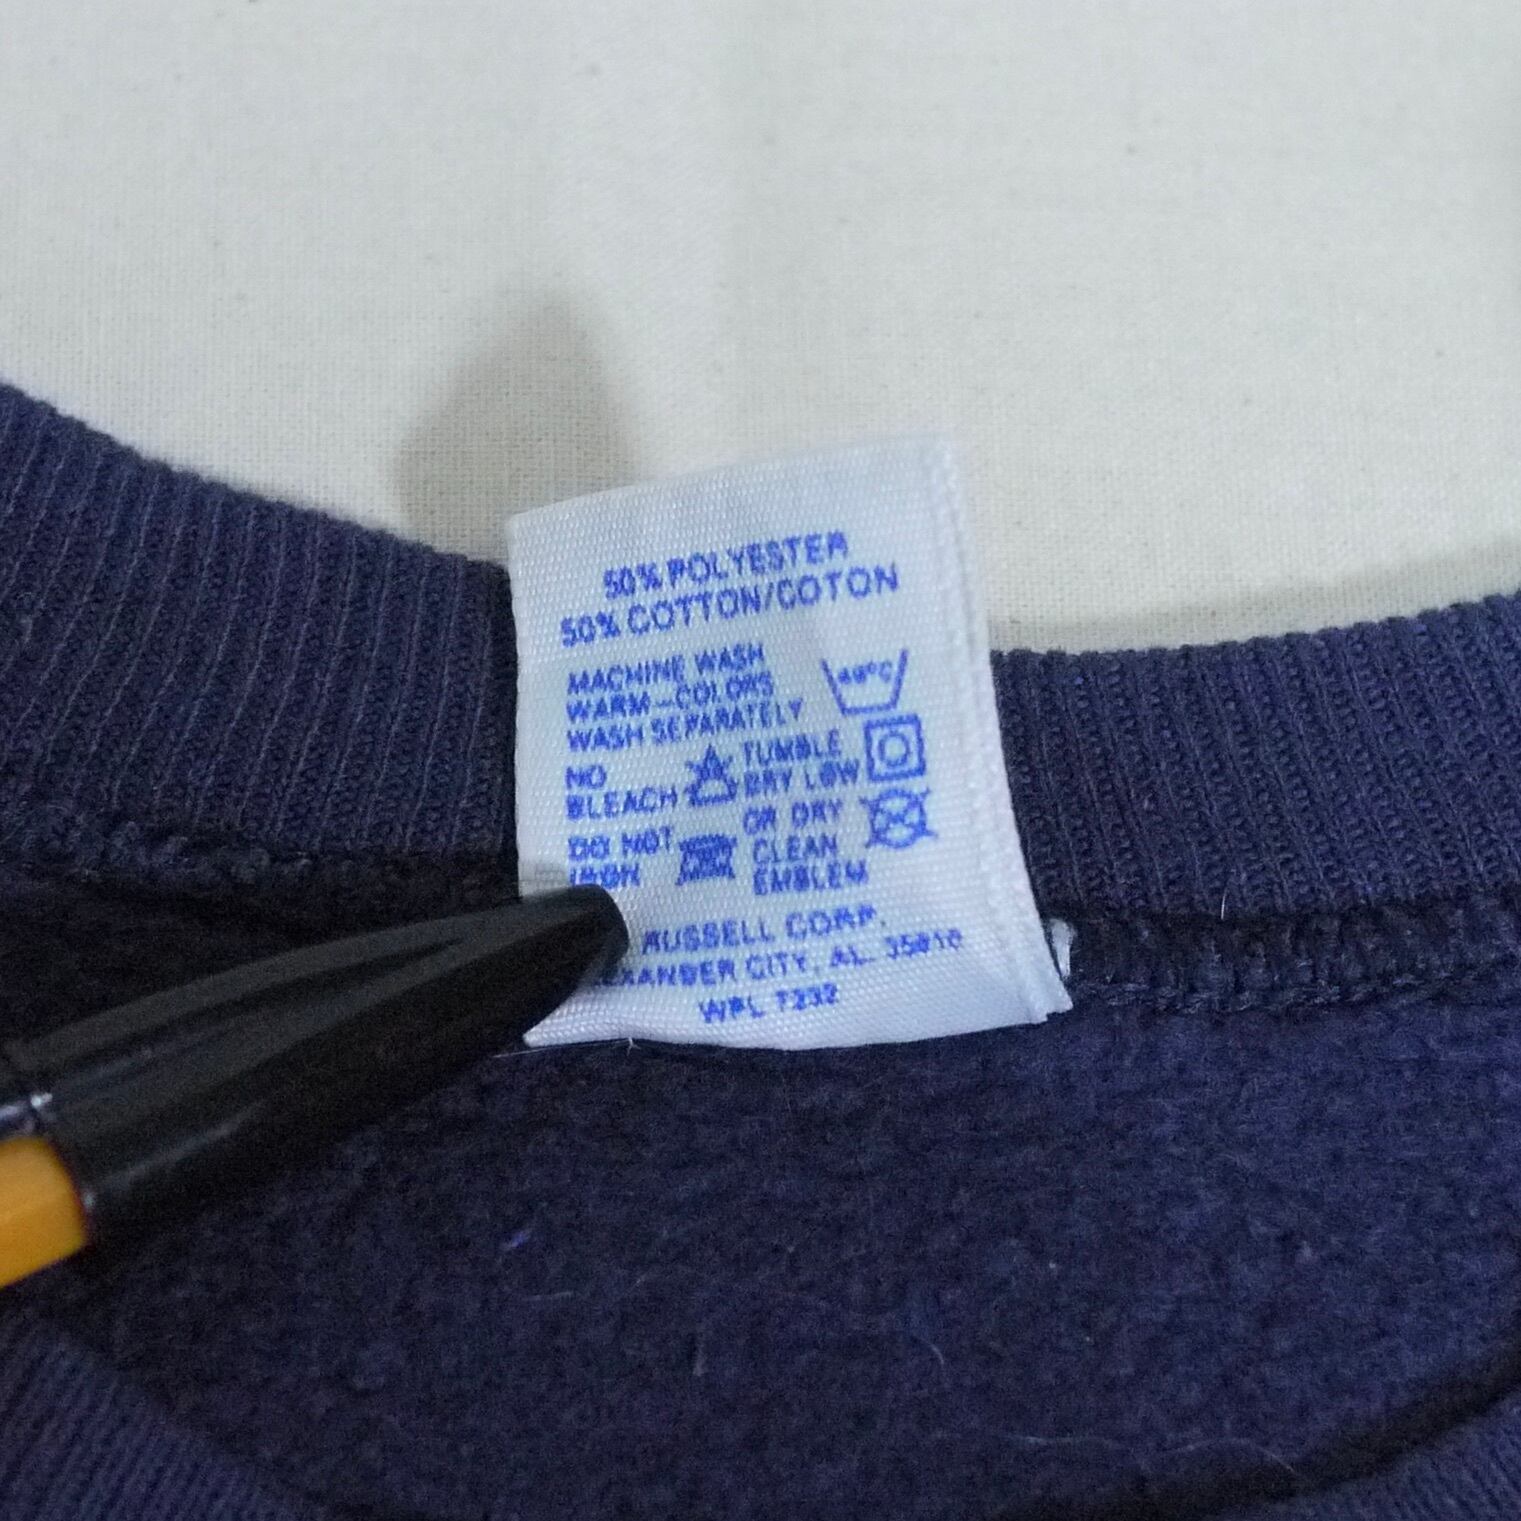 50% POLYESTER
50% COTTON/COTON
MACHINE WASH
WARM-COLORS
WASH SEPARATELY
40°C
NO
BLEACH
TUMBLE
DRY LOW
DO NOT
IRON
OR DRY
CLEAN
EMBLEM
RUSSELL CORP.
EXANDER CITY, AL. 35010
WPL 7232